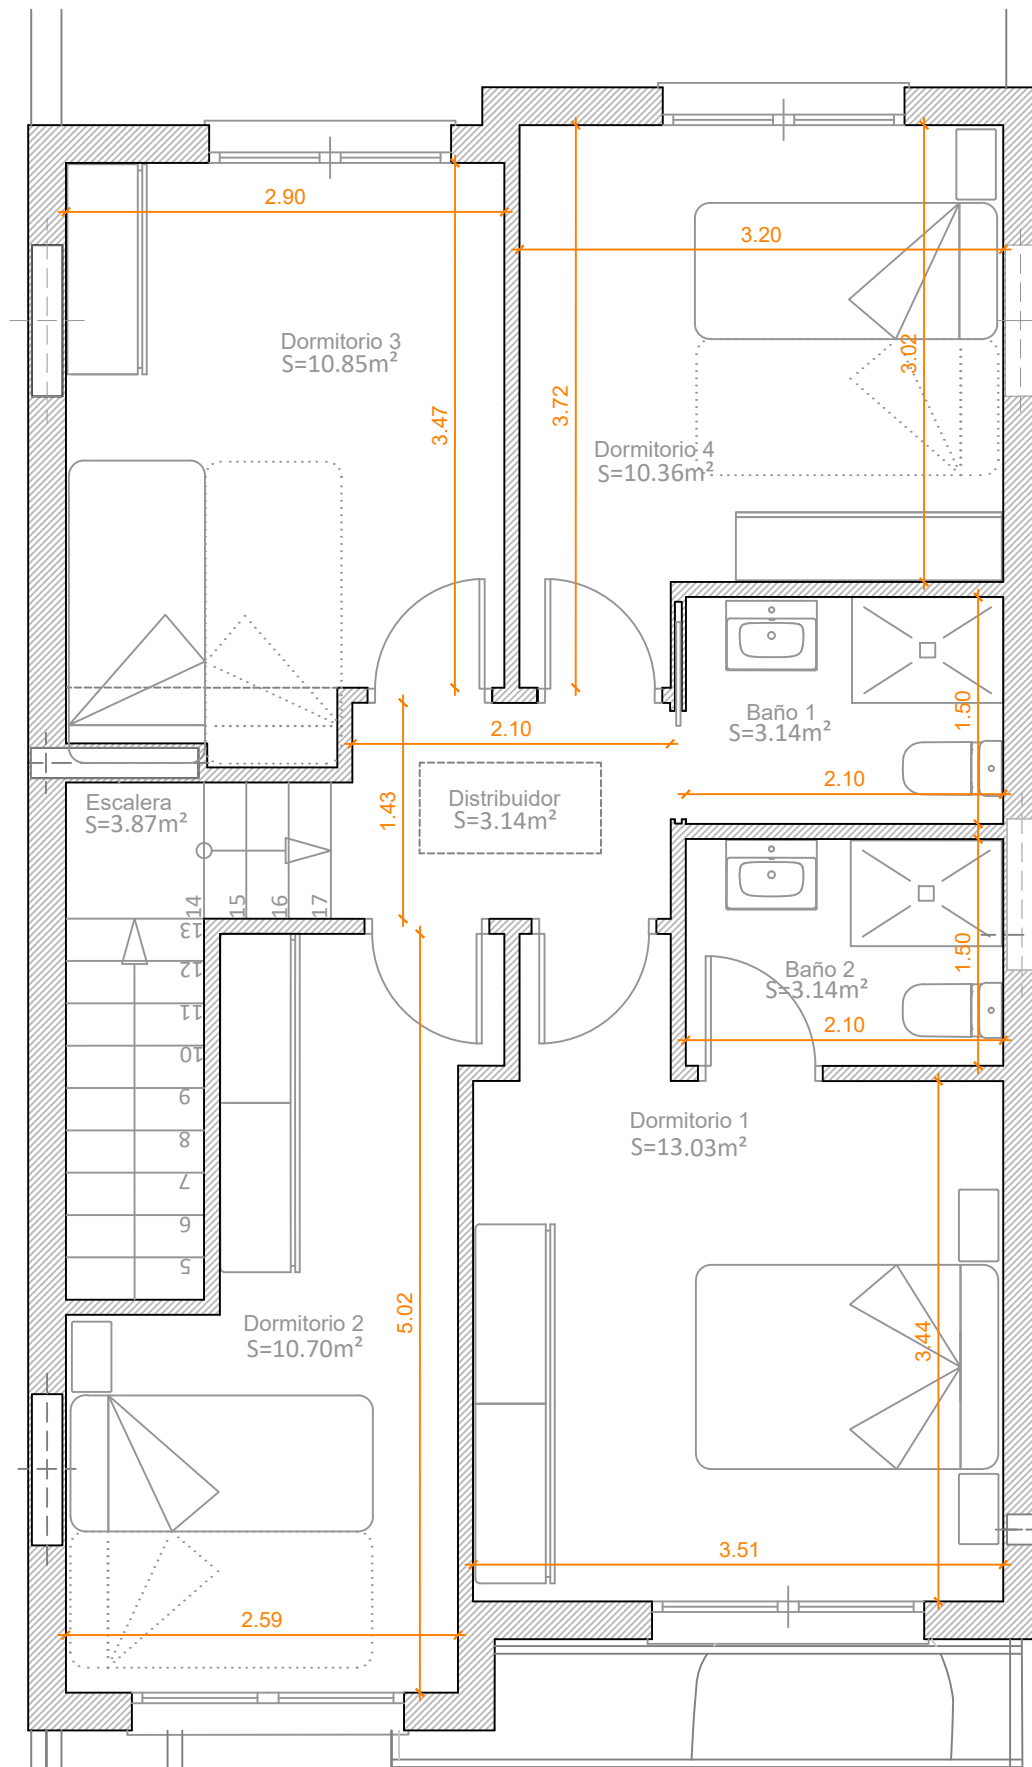 2.90
3.20
Dormitorio 3
S=10.85m²
3.02
3.47
3.72
Dormitorio 4
S=10.36m²
Baño 1
S=3.14m²
1.50
2.10
2.10
Escalera
S=3.87m²
1.43
Distribuidor
S=3.14m²
14
15
16
17
13
12
11
10
9
8
7
6
5
Baño 2
S=3.14m²
1.50
2.10
Dormitorio 1
S=13.03m²
Dormitorio 2
S=10.70m²
5.02
3.44
3.51
2.59